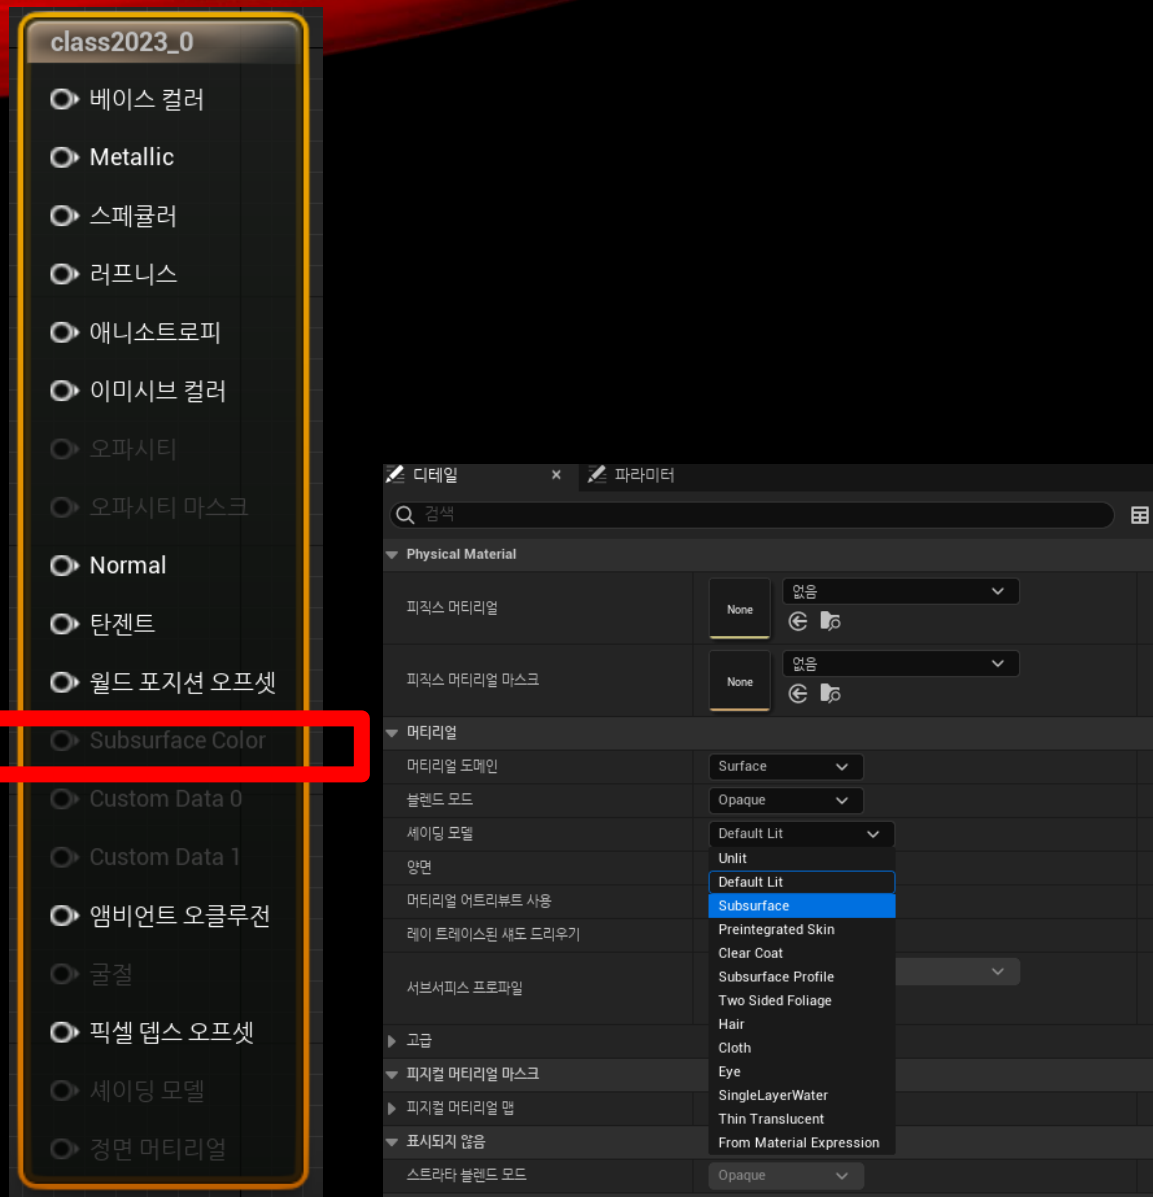 class2023_0
베이스 컬러
Metallic
스페큘러
러프니스
애니소트로피
이미시브 컬러
오파시티
오파시티 마스크
Normal
탄젠트
월드 포지션 오프셋
Subsurface Color
Custom Data 0
Custom Data 1
앰비언트 오클루전
굴절
픽셀 뎁스 오프셋
셰이딩 모델
정면 머티리얼
디테일
파라미터
검색
Physical Material
피직스 머티리얼
None
없음
피직스 머티리얼 마스크
None
없음
머티리얼
머티리얼 도메인
Surface
블렌드 모드
Opaque
셰이딩 모델
Default Lit
Unlit
양면
Default Lit
머티리얼 어트리뷰트 사용
Subsurface
레이 트레이스된 섀도 드리우기
Preintegrated Skin
Clear Coat
Subsurface Profile
서브서피스 프로파일
Two Sided Foliage
Hair
고급
Cloth
피지컬 머티리얼 마스크
Eye
SingleLayerWater
피지컬 머티리얼 맵
Thin Translucent
표시되지 않음
From Material Expression
스트라타 블렌드 모드
Opaque